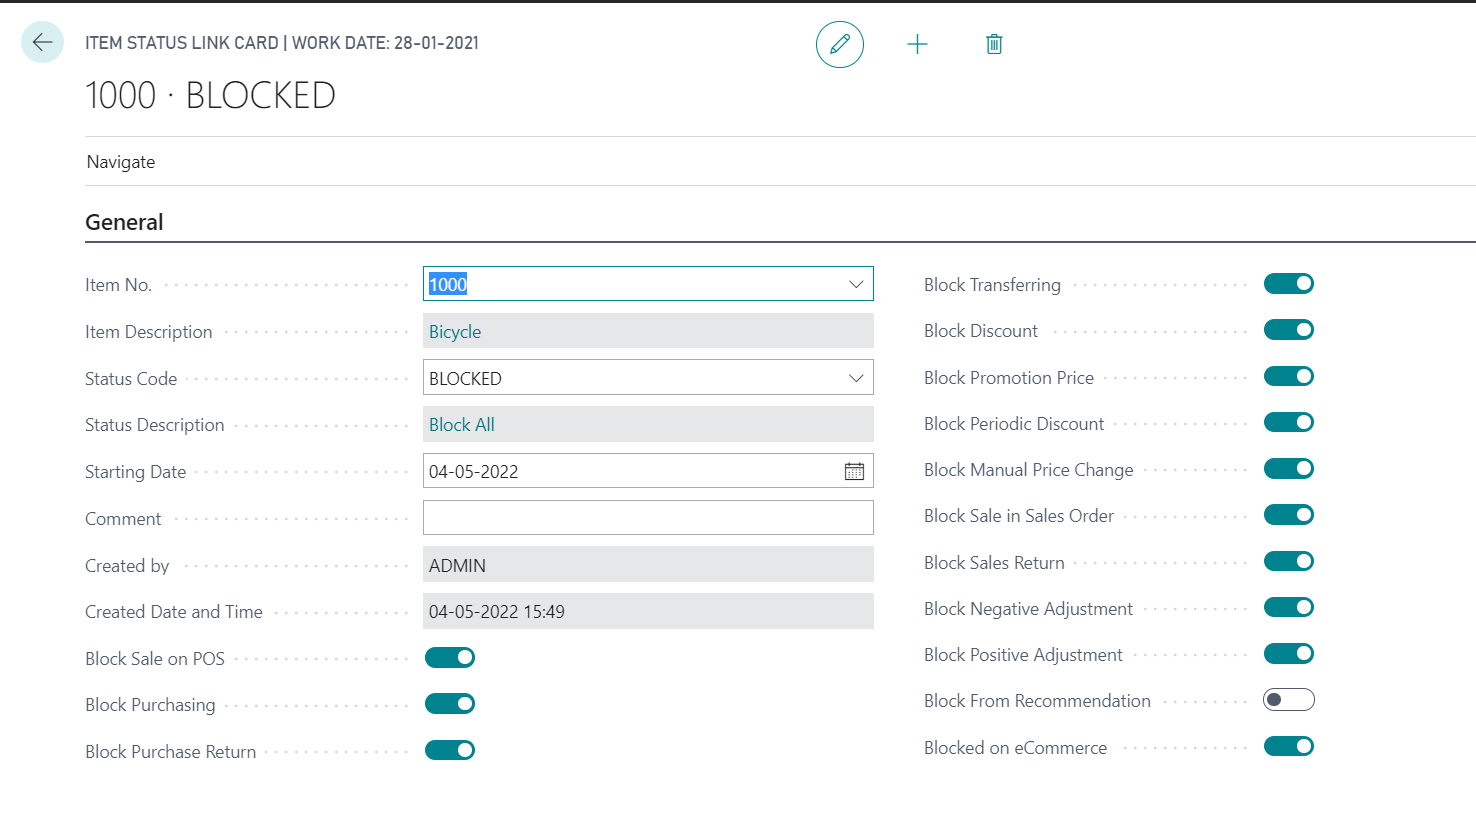 ITEM STATUS LINK CARD | WORK DATE: 28-01-2021
1000 · BLOCKED
Navigate
General
Item No. 1000
Item Description Bicycle
Status Code BLOCKED
Status Description Block All
Starting Date 04-05-2022
Comment
Created by ADMIN
Created Date and Time 04-05-2022 15:49
Block Sale on POS
Block Purchasing
Block Purchase Return
Block Transferring
Block Discount
Block Promotion Price
Block Periodic Discount
Block Manual Price Change
Block Sale in Sales Order
Block Sales Return
Block Negative Adjustment
Block Positive Adjustment
Block From Recommendation
Blocked on eCommerce